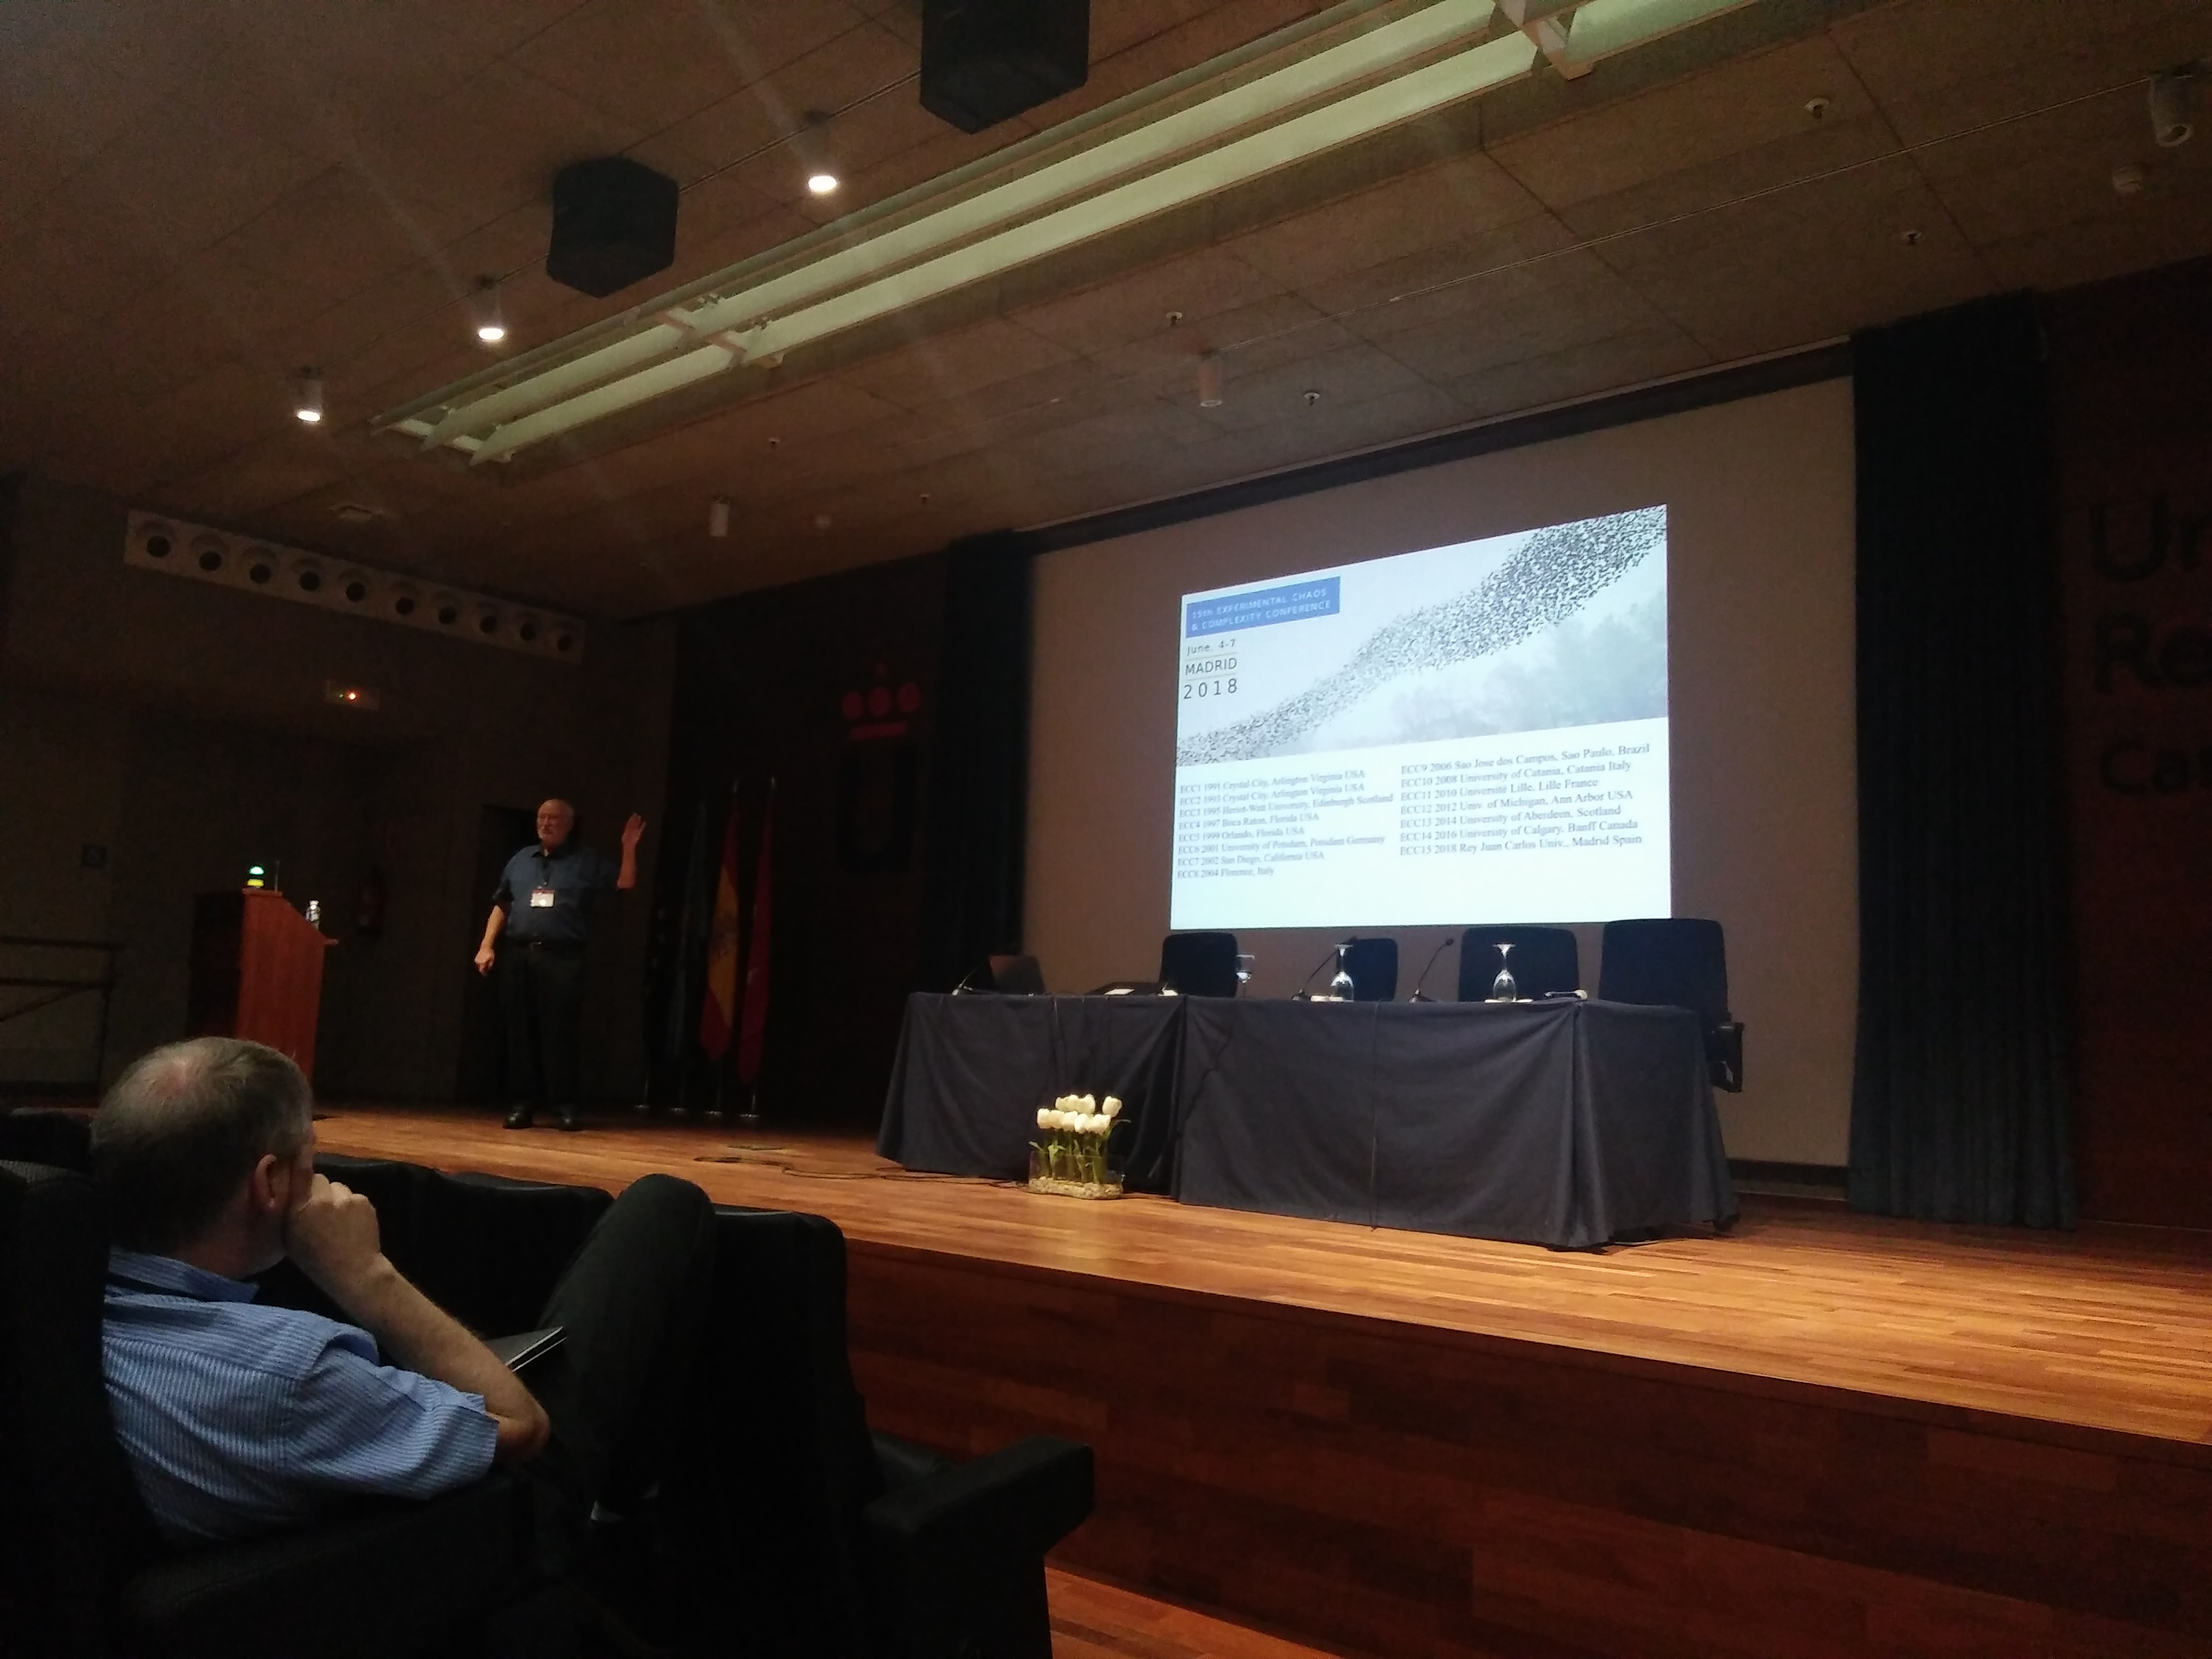 15th EXPERIMENTAL CHAOS
& COMPLEXITY CONFERENCE
June, 4-7
MADRID
2018
ECC1 1991 Crystal City, Arlington Virginia USA
ECC2 1993 Crystal City, Arlington Virginia USA
ECC3 1995 Heriot-Watt University, Edinburgh Scotland
ECC4 1997 Boca Raton, Florida USA
ECC5 1999 Orlando, Florida USA
ECC6 2001 University of Potsdam, Potsdam Germany
ECC7 2002 San Diego, California USA
ECC8 2004 Florence, Italy
ECC9 2006 Sao Jose dos Campos, Sao Paulo, Brazil
ECC10 2008 University of Catania, Catania Italy
ECC11 2010 Université Lille, Lille France
ECC12 2012 Univ. of Michigan, Ann Arbor USA
ECC13 2014 University of Aberdeen, Scotland
ECC14 2016 University of Calgary, Banff Canada
ECC15 2018 Rey Juan Carlos Univ., Madrid Spain
Un
Re
Ca